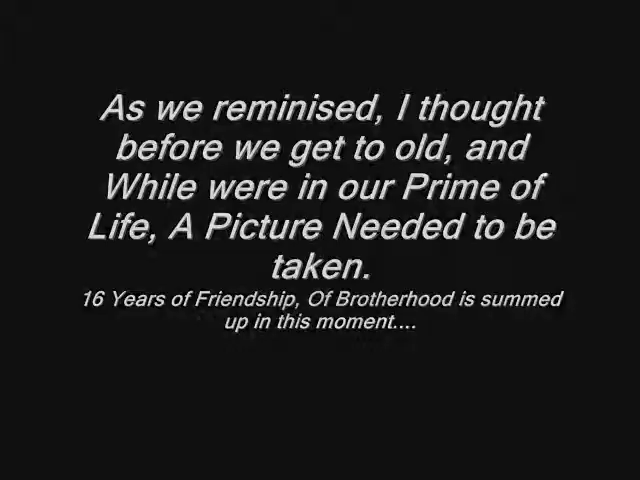 As we reminised, I thought
before we get to old, and
While were in our Prime of
Life, A Picture Needed to be
taken.
16 Years of Friendship, Of Brotherhood is summed
up in this moment....